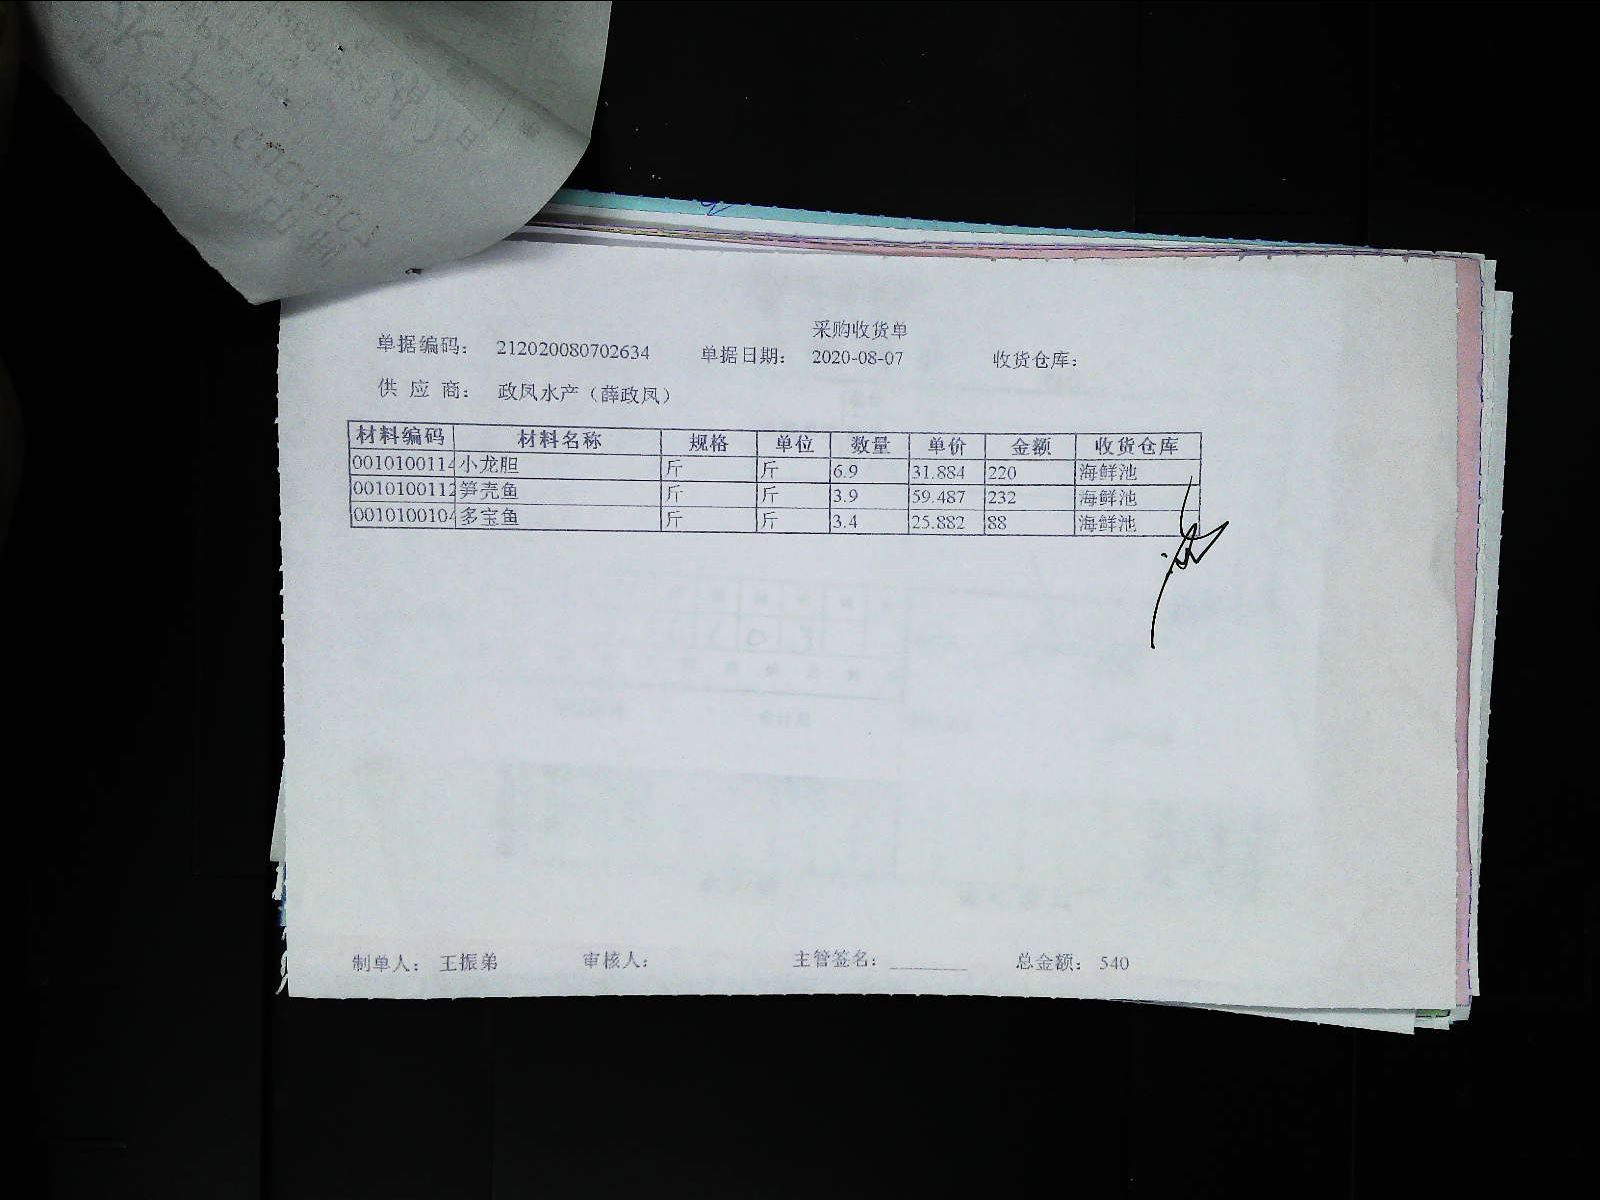 采购收货单
单据编码： 212020080702634 单据日期： 2020-08-07 收货仓库：
供 应 商： 政凤水产（薛政凤）
材料编码 材料名称 规格 单位 数量 单价 金额 收货仓库
0010100114 小龙胆 斤 斤 6.9 31.884 220 海鲜池
0010100112 笋壳鱼 斤 斤 3.9 59.487 232 海鲜池
0010100104 多宝鱼 斤 斤 3.4 25.882 88 海鲜池
制单人： 王振弟 审核人： 主管签名： 总金额： 540